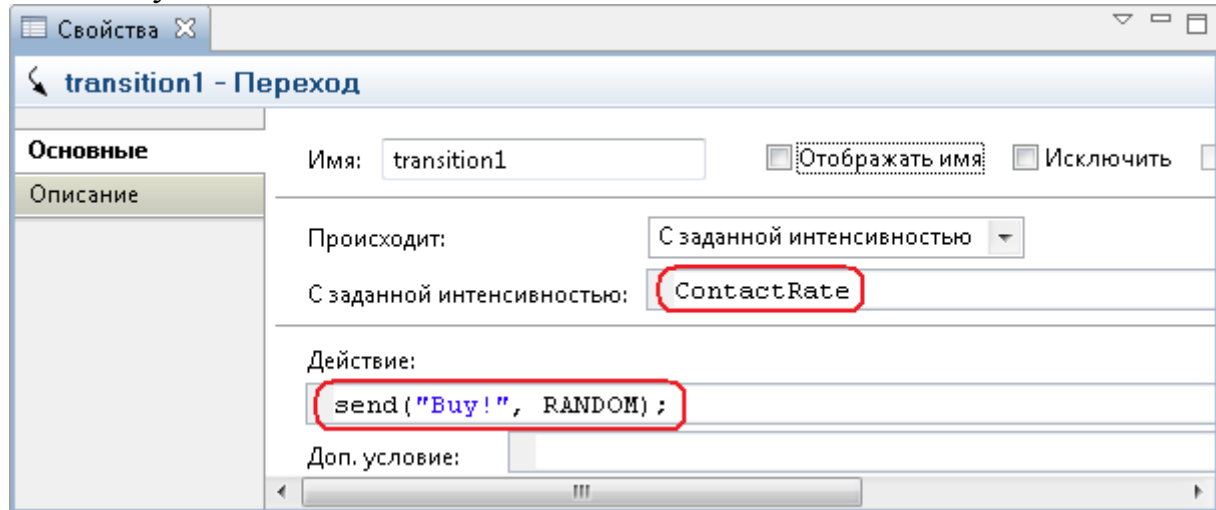 Свойства
transition1 - Переход
Основные
Описание
Имя: transition1 Отображать имя Исключить
Происходит: С заданной интенсивностью
С заданной интенсивностью: ContactRate
Действие:
send("Buy!", RANDOM);
Доп. условие: